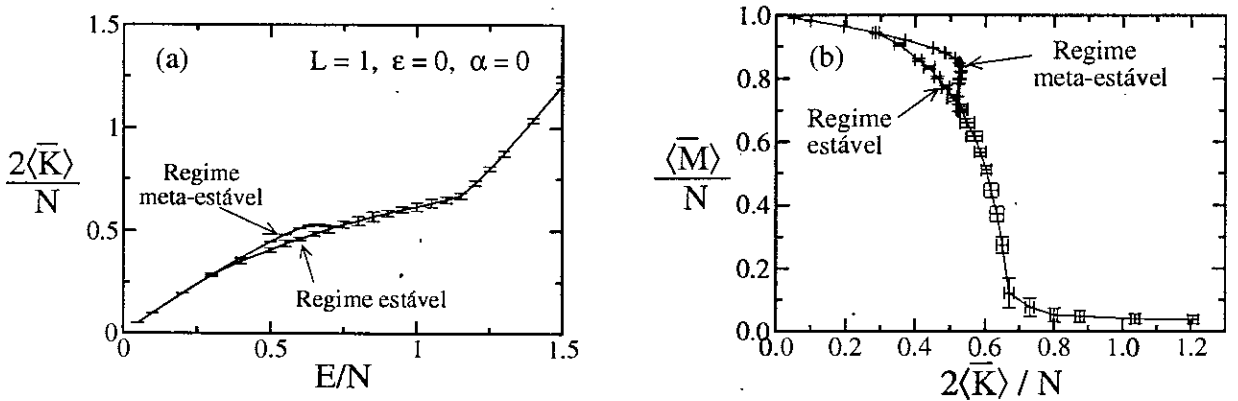 (a)
L = 1, ε = 0, α = 0
2⟨K̅⟩
N
1.5
1
0.5
0
Regime
meta-estável
Regime estável
0
0.5
1
1.5
E/N
(b)
⟨M̅⟩
N
1.0
0.8
0.6
0.4
0.2
0.0
Regime
meta-estável
Regime
estável
0.0
0.2
0.4
0.6
0.8
1.0
1.2
2⟨K̅⟩ / N